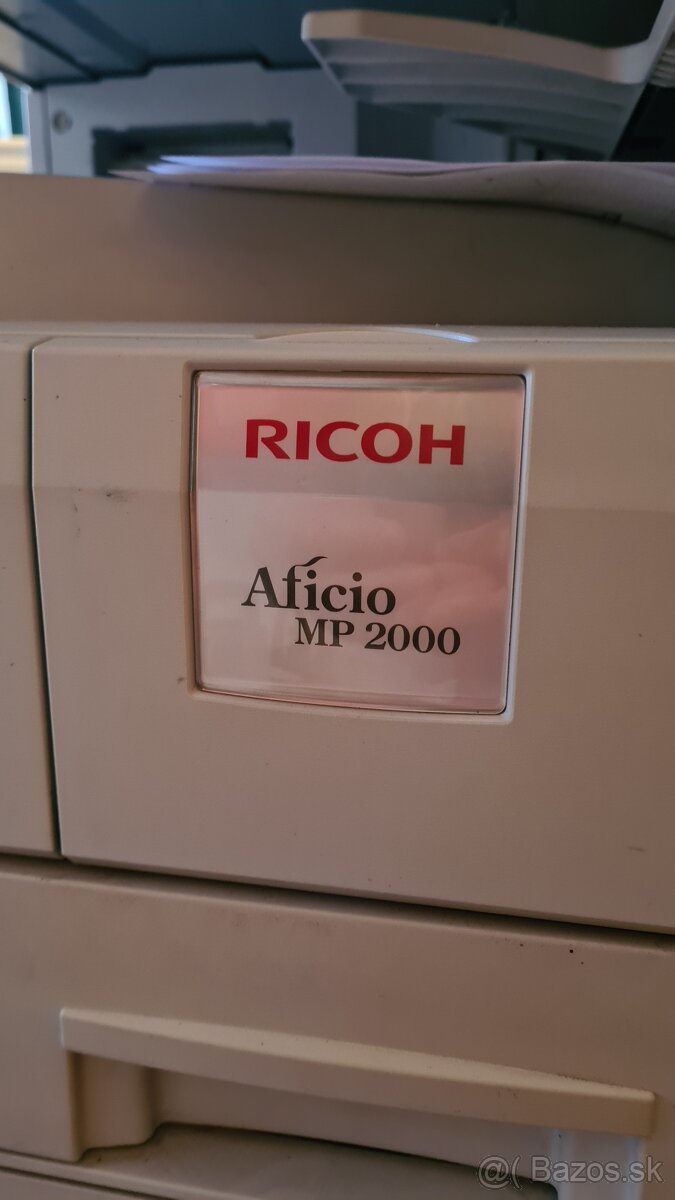 RICOH
Aficio
MP 2000
@( Bazos.sk